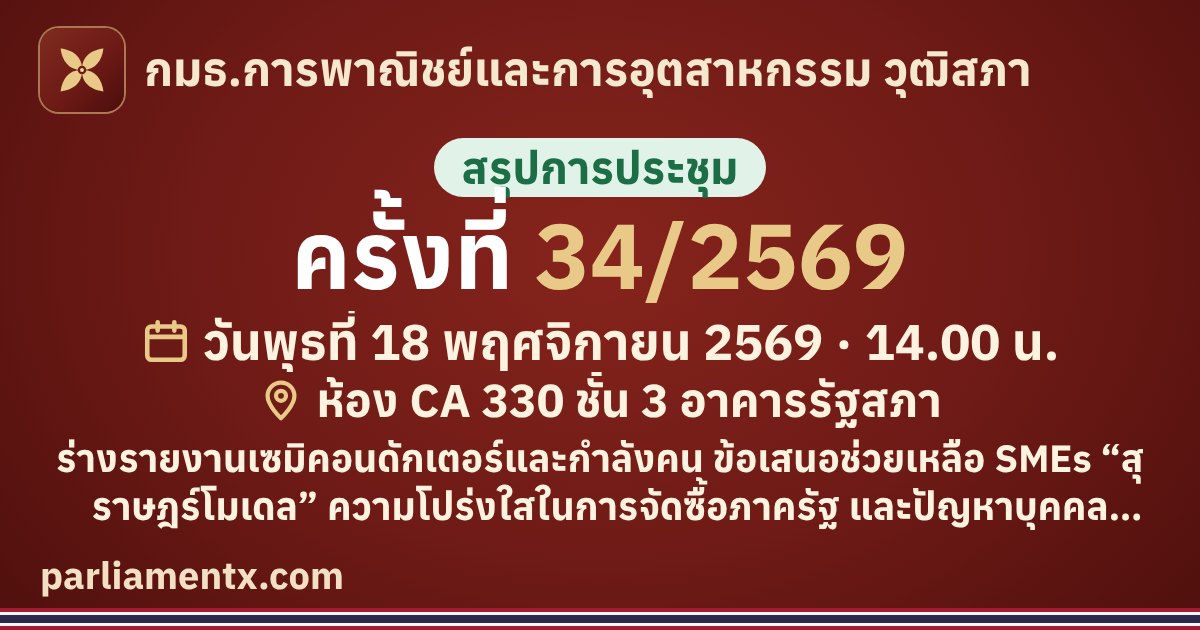 กมธ.การพาณิชย์และการอุตสาหกรรม วุฒิสภา
สรุปการประชุม
ครั้งที่ 34/2569
วันพุธที่ 18 พฤศจิกายน 2569 · 14.00 น.
ห้อง CA 330 ชั้น 3 อาคารรัฐสภา
ร่างรายงานเซมิคอนดักเตอร์และกำลังคน ข้อเสนอช่วยเหลือ SMEs “สุ
ราษฎร์โมเดล” ความโปร่งใสในการจัดซื้อภาครัฐ และปัญหาบุคคล...
parliamentx.com